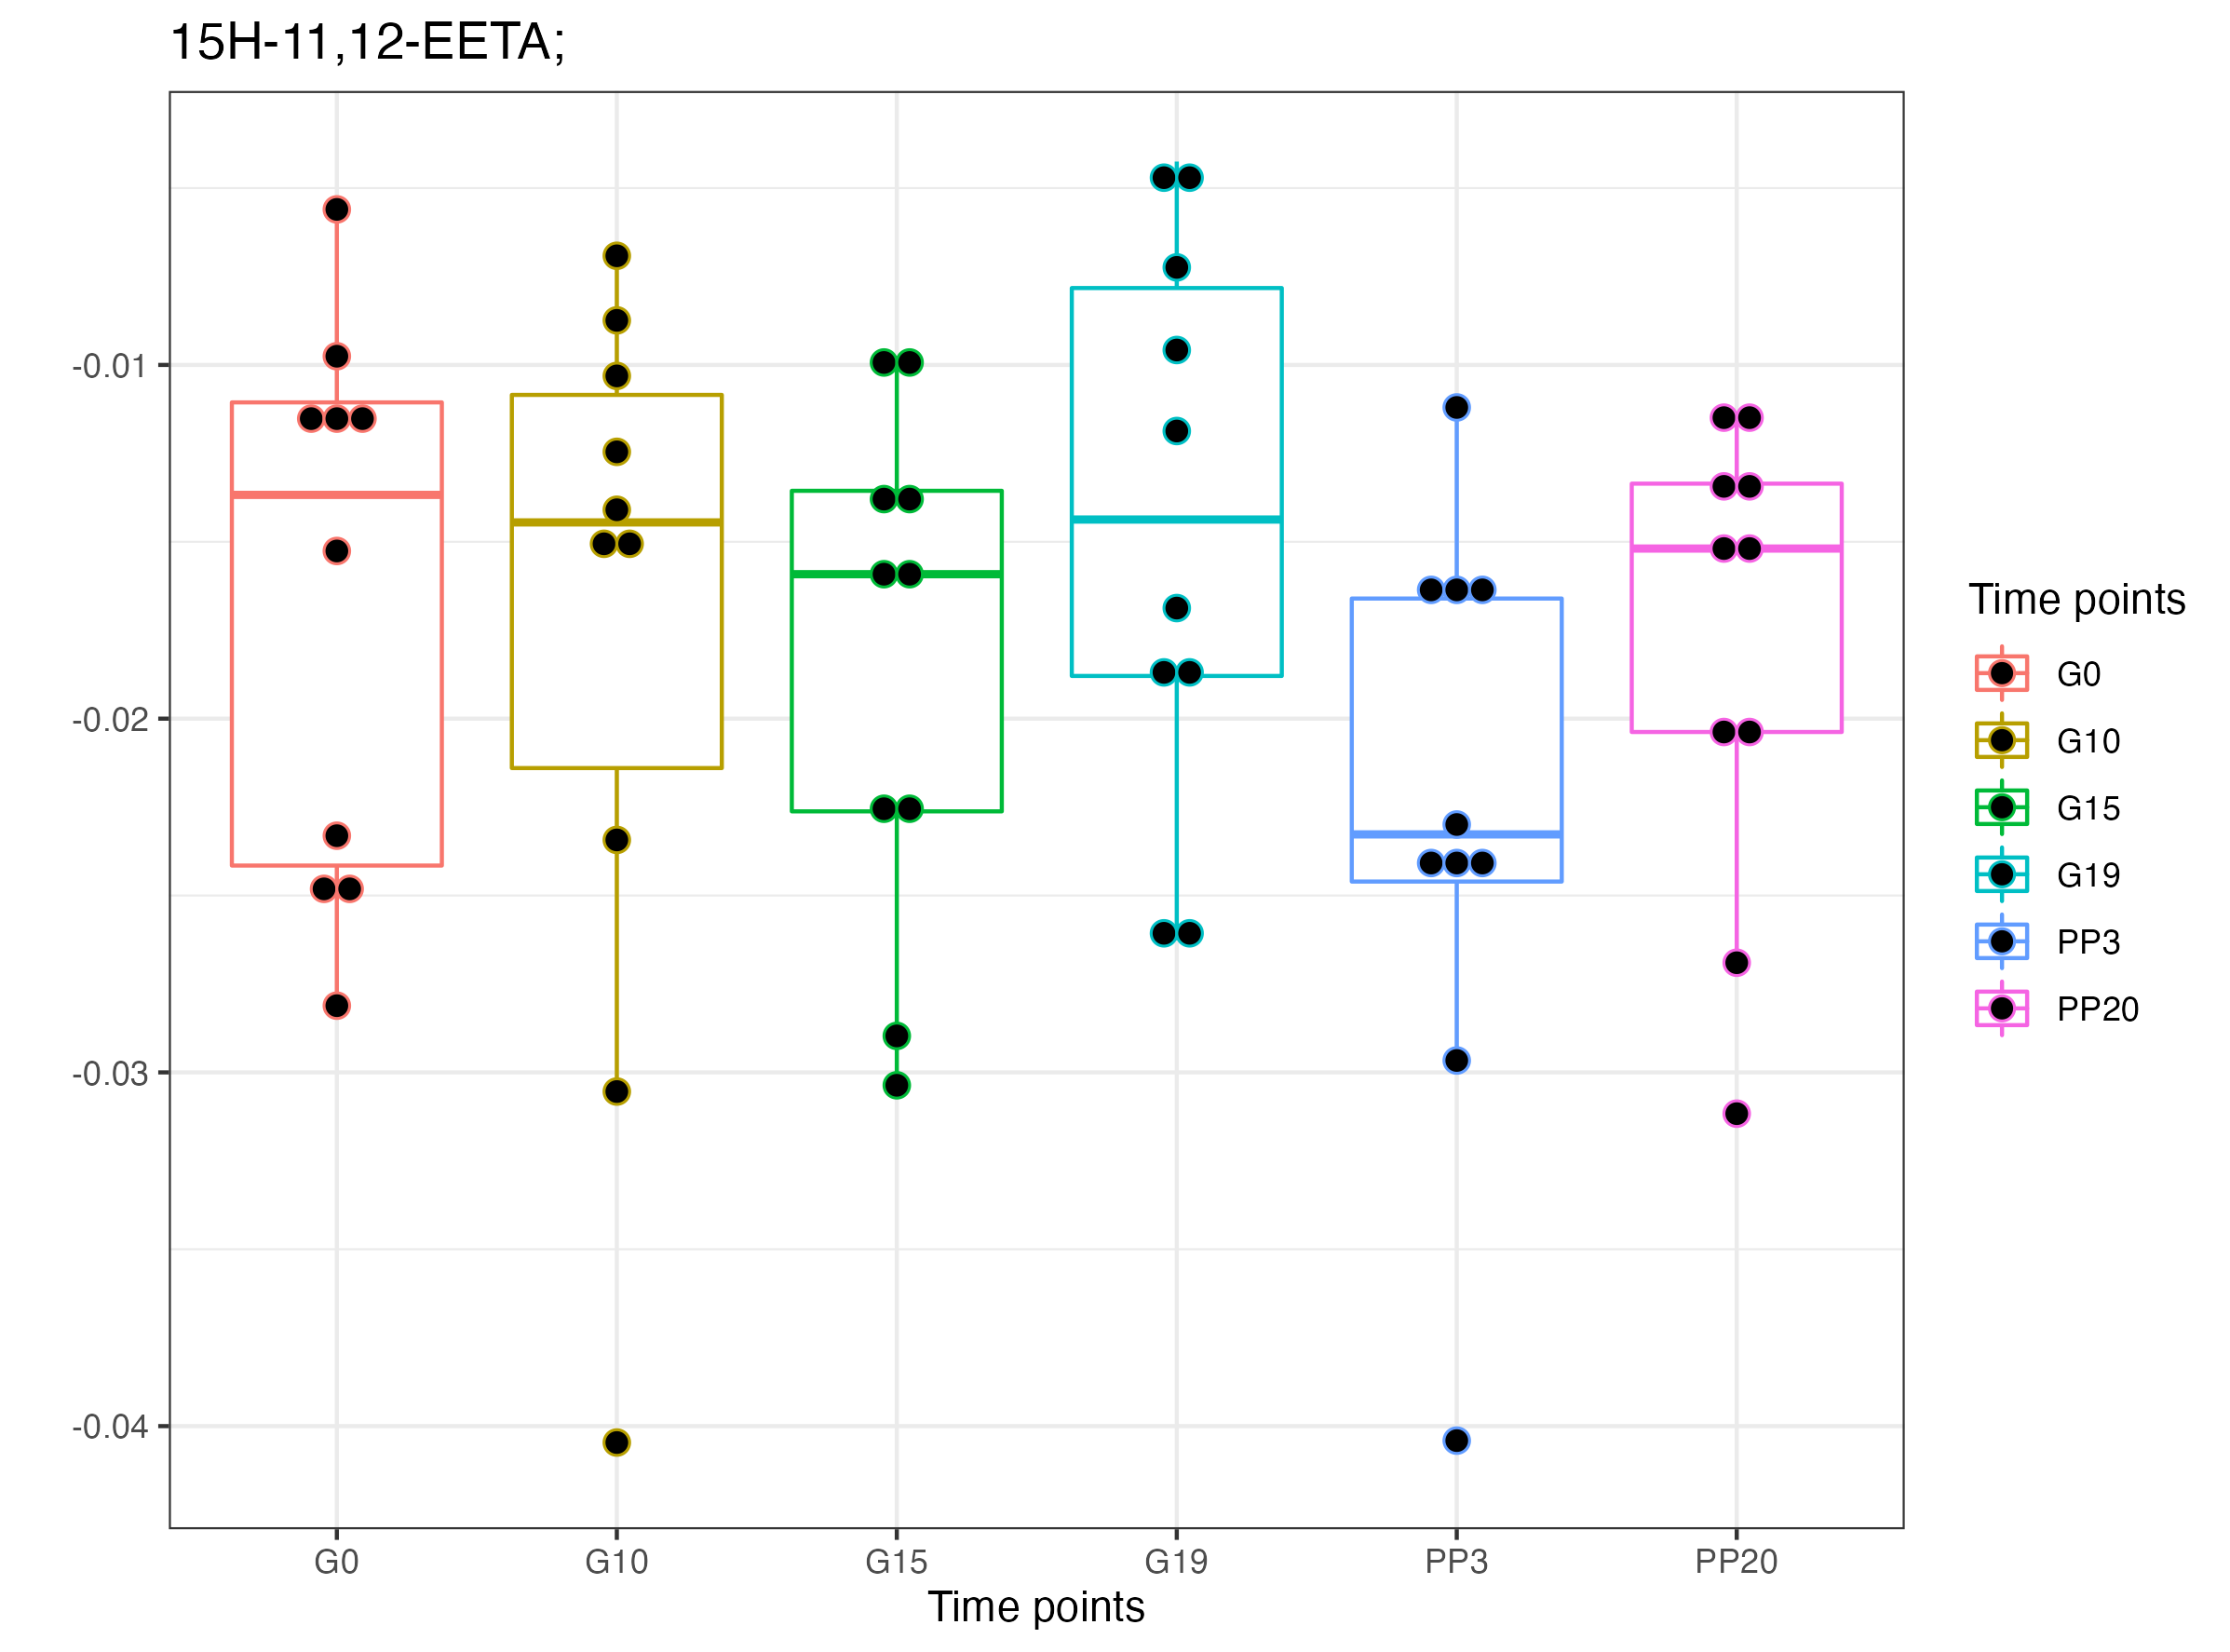 15H-11,12-EETA;
-0.01
-0.02
-0.03
-0.04
G0 G10 G15 G19 PP3 PP20
Time points
Time points
G0
G10
G15
G19
PP3
PP20